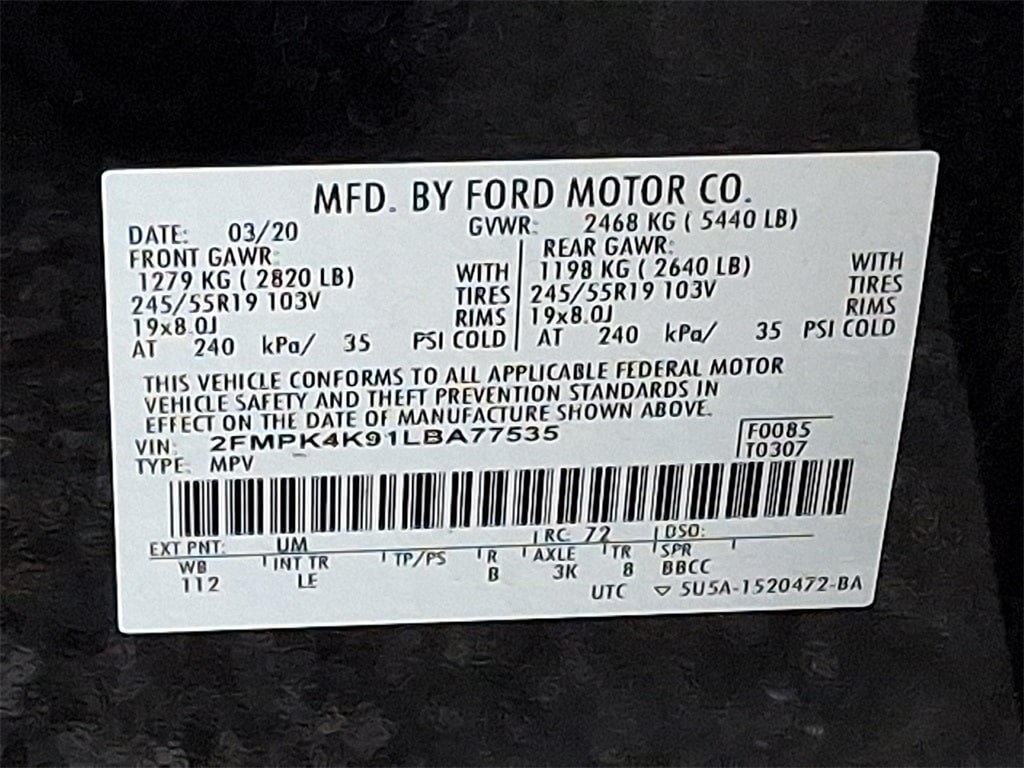 MFD. BY FORD MOTOR CO.
DATE: 03/20 GVWR: 2468 KG ( 5440 LB)
FRONT GAWR: REAR GAWR:
1279 KG ( 2820 LB) WITH 1198 KG ( 2640 LB) WITH
245/55R19 103V TIRES 245/55R19 103V TIRES
19x8.0J RIMS 19x8.0J RIMS
AT 240 kPa/ 35 PSI COLD AT 240 kPa/ 35 PSI COLD
THIS VEHICLE CONFORMS TO ALL APPLICABLE FEDERAL MOTOR
VEHICLE SAFETY AND THEFT PREVENTION STANDARDS IN
EFFECT ON THE DATE OF MANUFACTURE SHOWN ABOVE.
VIN: 2FMPK4K91LBA77535 F0085
TYPE: MPV T0307
EXT PNT: UM RC: 72 DSO:
WB INT TR TP/PS R AXLE TR SPR
112 LE B 3K 8 BBCC
UTC ▽ 5U5A-1520472-BA